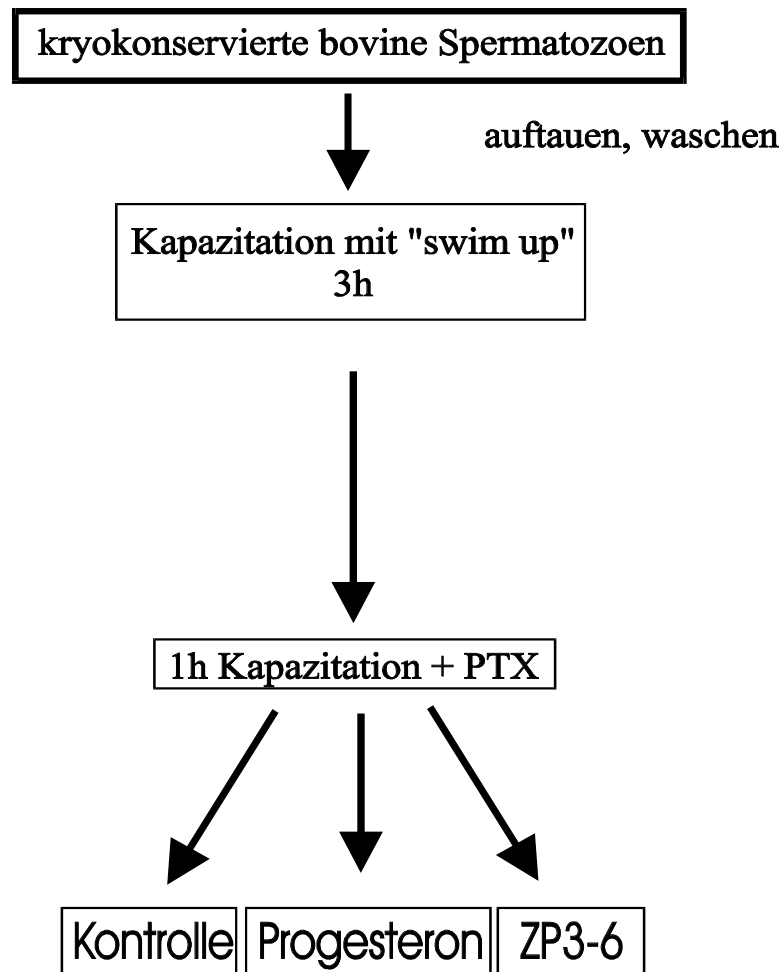 kryokonservierte bovine Spermatozoen
auftauen, waschen
Kapazitation mit "swim up"
3h
1h Kapazitation + PTX
Kontrolle
Progesteron
ZP3-6